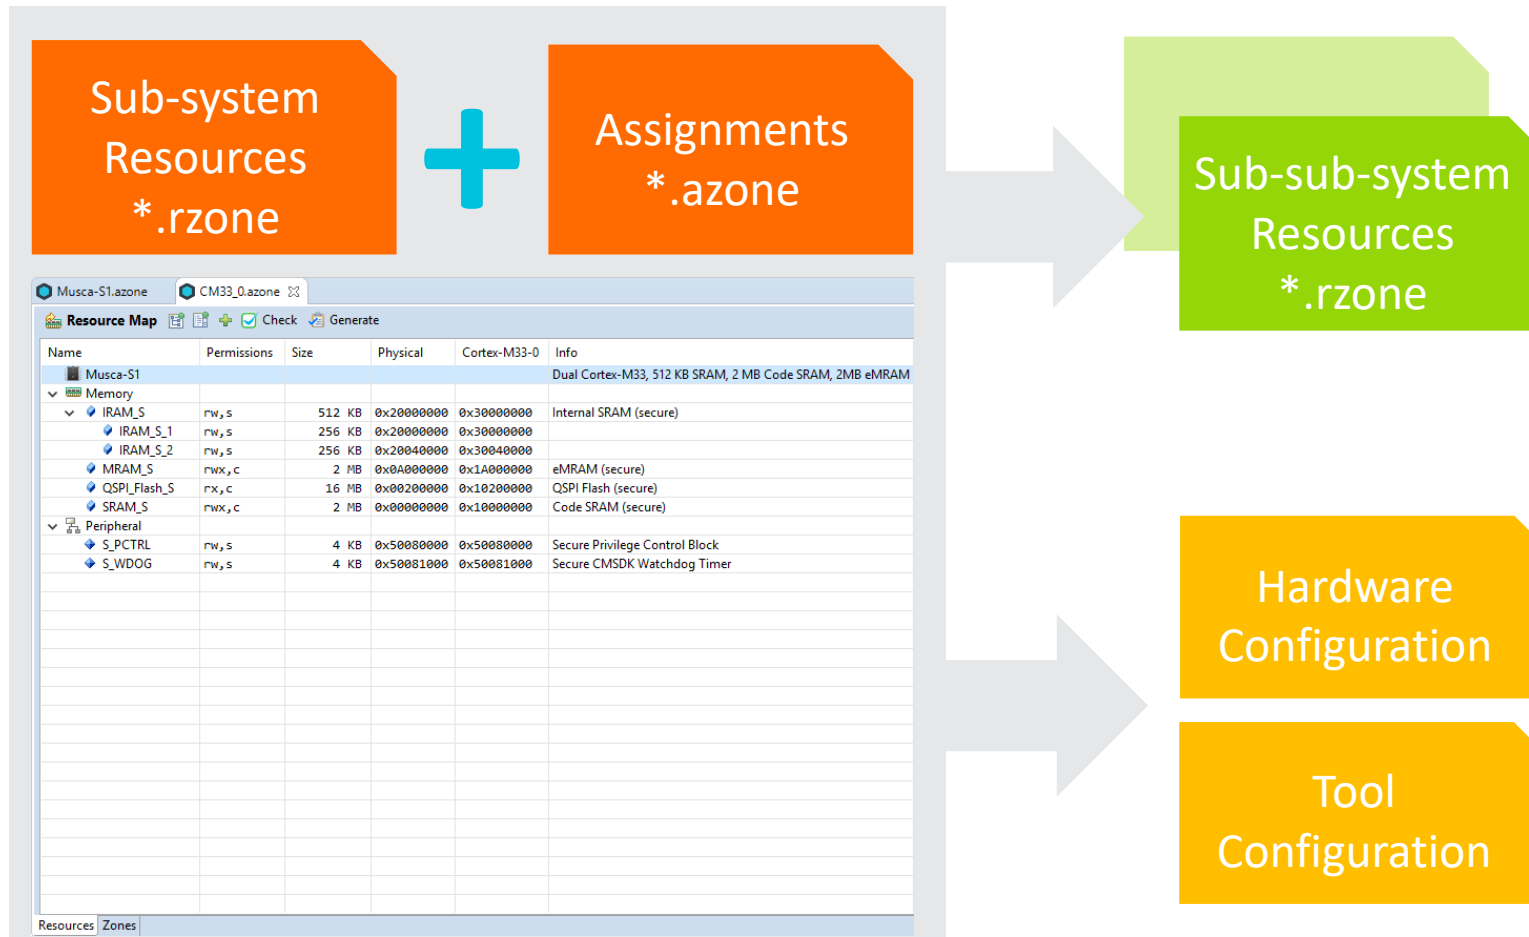 Sub-system
Resources
*.rzone
Assignments
*.azone
Sub-sub-system
Resources
*.rzone
Musca-S1.azone CM33_0.azone
Resource Map Check Generate
Name Permissions Size Physical Cortex-M33-0 Info
Musca-S1 Dual Cortex-M33, 512 KB SRAM, 2 MB Code SRAM, 2MB eMRAM
Memory
IRAM_S rw,s 512 KB 0x20000000 0x30000000 Internal SRAM (secure)
IRAM_S_1 rw,s 256 KB 0x20000000 0x30000000
IRAM_S_2 rw,s 256 KB 0x20040000 0x30040000
MRAM_S rwx,c 2 MB 0x0A000000 0x1A000000 eMRAM (secure)
QSPI_Flash_S rx,c 16 MB 0x00200000 0x10200000 QSPI Flash (secure)
SRAM_S rwx,c 2 MB 0x00000000 0x10000000 Code SRAM (secure)
Peripheral
S_PCTRL rw,s 4 KB 0x50080000 0x50080000 Secure Privilege Control Block
S_WDOG rw,s 4 KB 0x50081000 0x50081000 Secure CMSDK Watchdog Timer
Resources Zones
Hardware
Configuration
Tool
Configuration